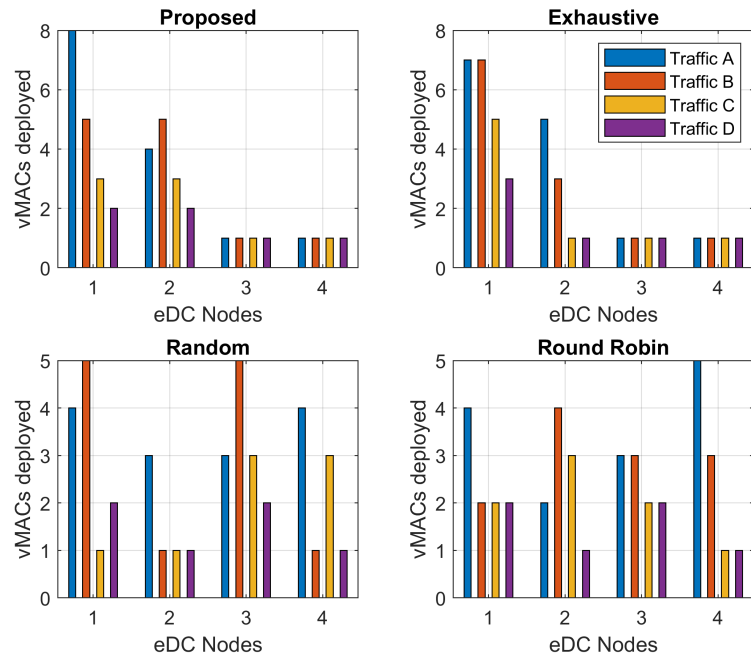 Proposed
8
6
4
2
0
vMACs deployed
1 2 3 4
eDC Nodes
Exhaustive
8
6
4
2
0
vMACs deployed
Traffic A
Traffic B
Traffic C
Traffic D
1 2 3 4
eDC Nodes
Random
5
4
3
2
1
0
vMACs deployed
1 2 3 4
eDC Nodes
Round Robin
5
4
3
2
1
0
vMACs deployed
1 2 3 4
eDC Nodes